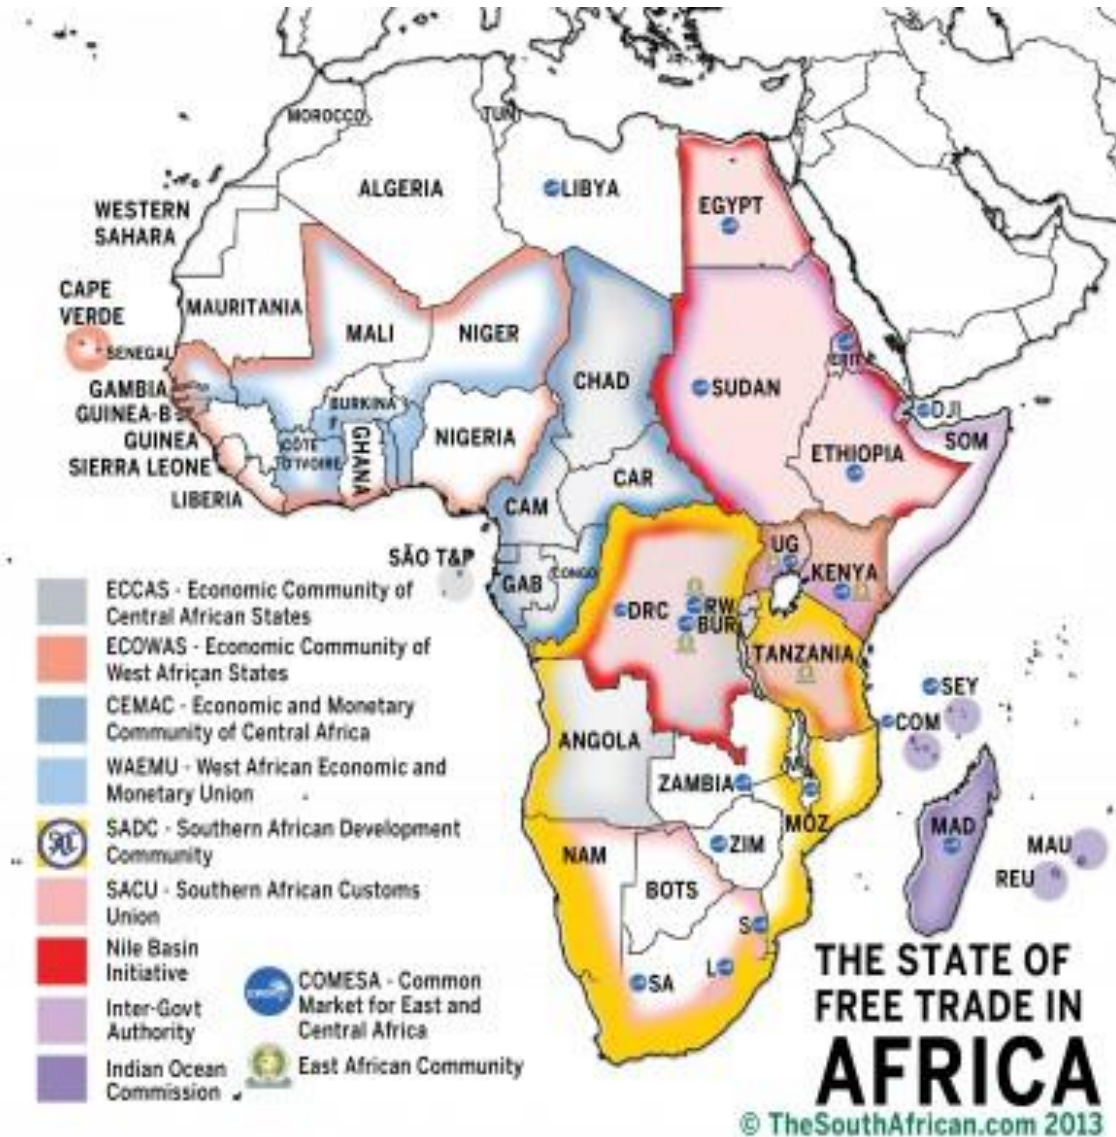 MOROCCO
TUNI
ALGERIA
LIBYA
EGYPT
WESTERN
SAHARA
CAPE
VERDE
MAURITANIA
MALI
NIGER
SENEGAL
CHAD
SUDAN
ERIT
GAMBIA
BURKINA
F
DJI
GUINEA-B
NIGERIA
SOM
GUINEA
GHANA
CÔTE
D'IVOIRE
ETHIOPIA
SIERRA LEONE
CAR
LIBERIA
CAM
SÃO T&P
UG
GAB
CONGO
KENYA
DRC
RW
BUR
TANZANIA
SEY
COM
ANGOLA
ZAMBIA
MOZ
MAD
MAU
REU
NAM
ZIM
BOTS
S
SA
L
ECCAS - Economic Community of
Central African States
ECOWAS - Economic Community of
West African States
CEMAC - Economic and Monetary
Community of Central Africa
WAEMU - West African Economic and
Monetary Union
SADC - Southern African Development
Community
SACU - Southern African Customs
Union
Nile Basin
Initiative
Inter-Govt
Authority
Indian Ocean
Commission
COMESA - Common
Market for East and
Central Africa
East African Community
THE STATE OF
FREE TRADE IN
AFRICA
© TheSouthAfrican.com 2013